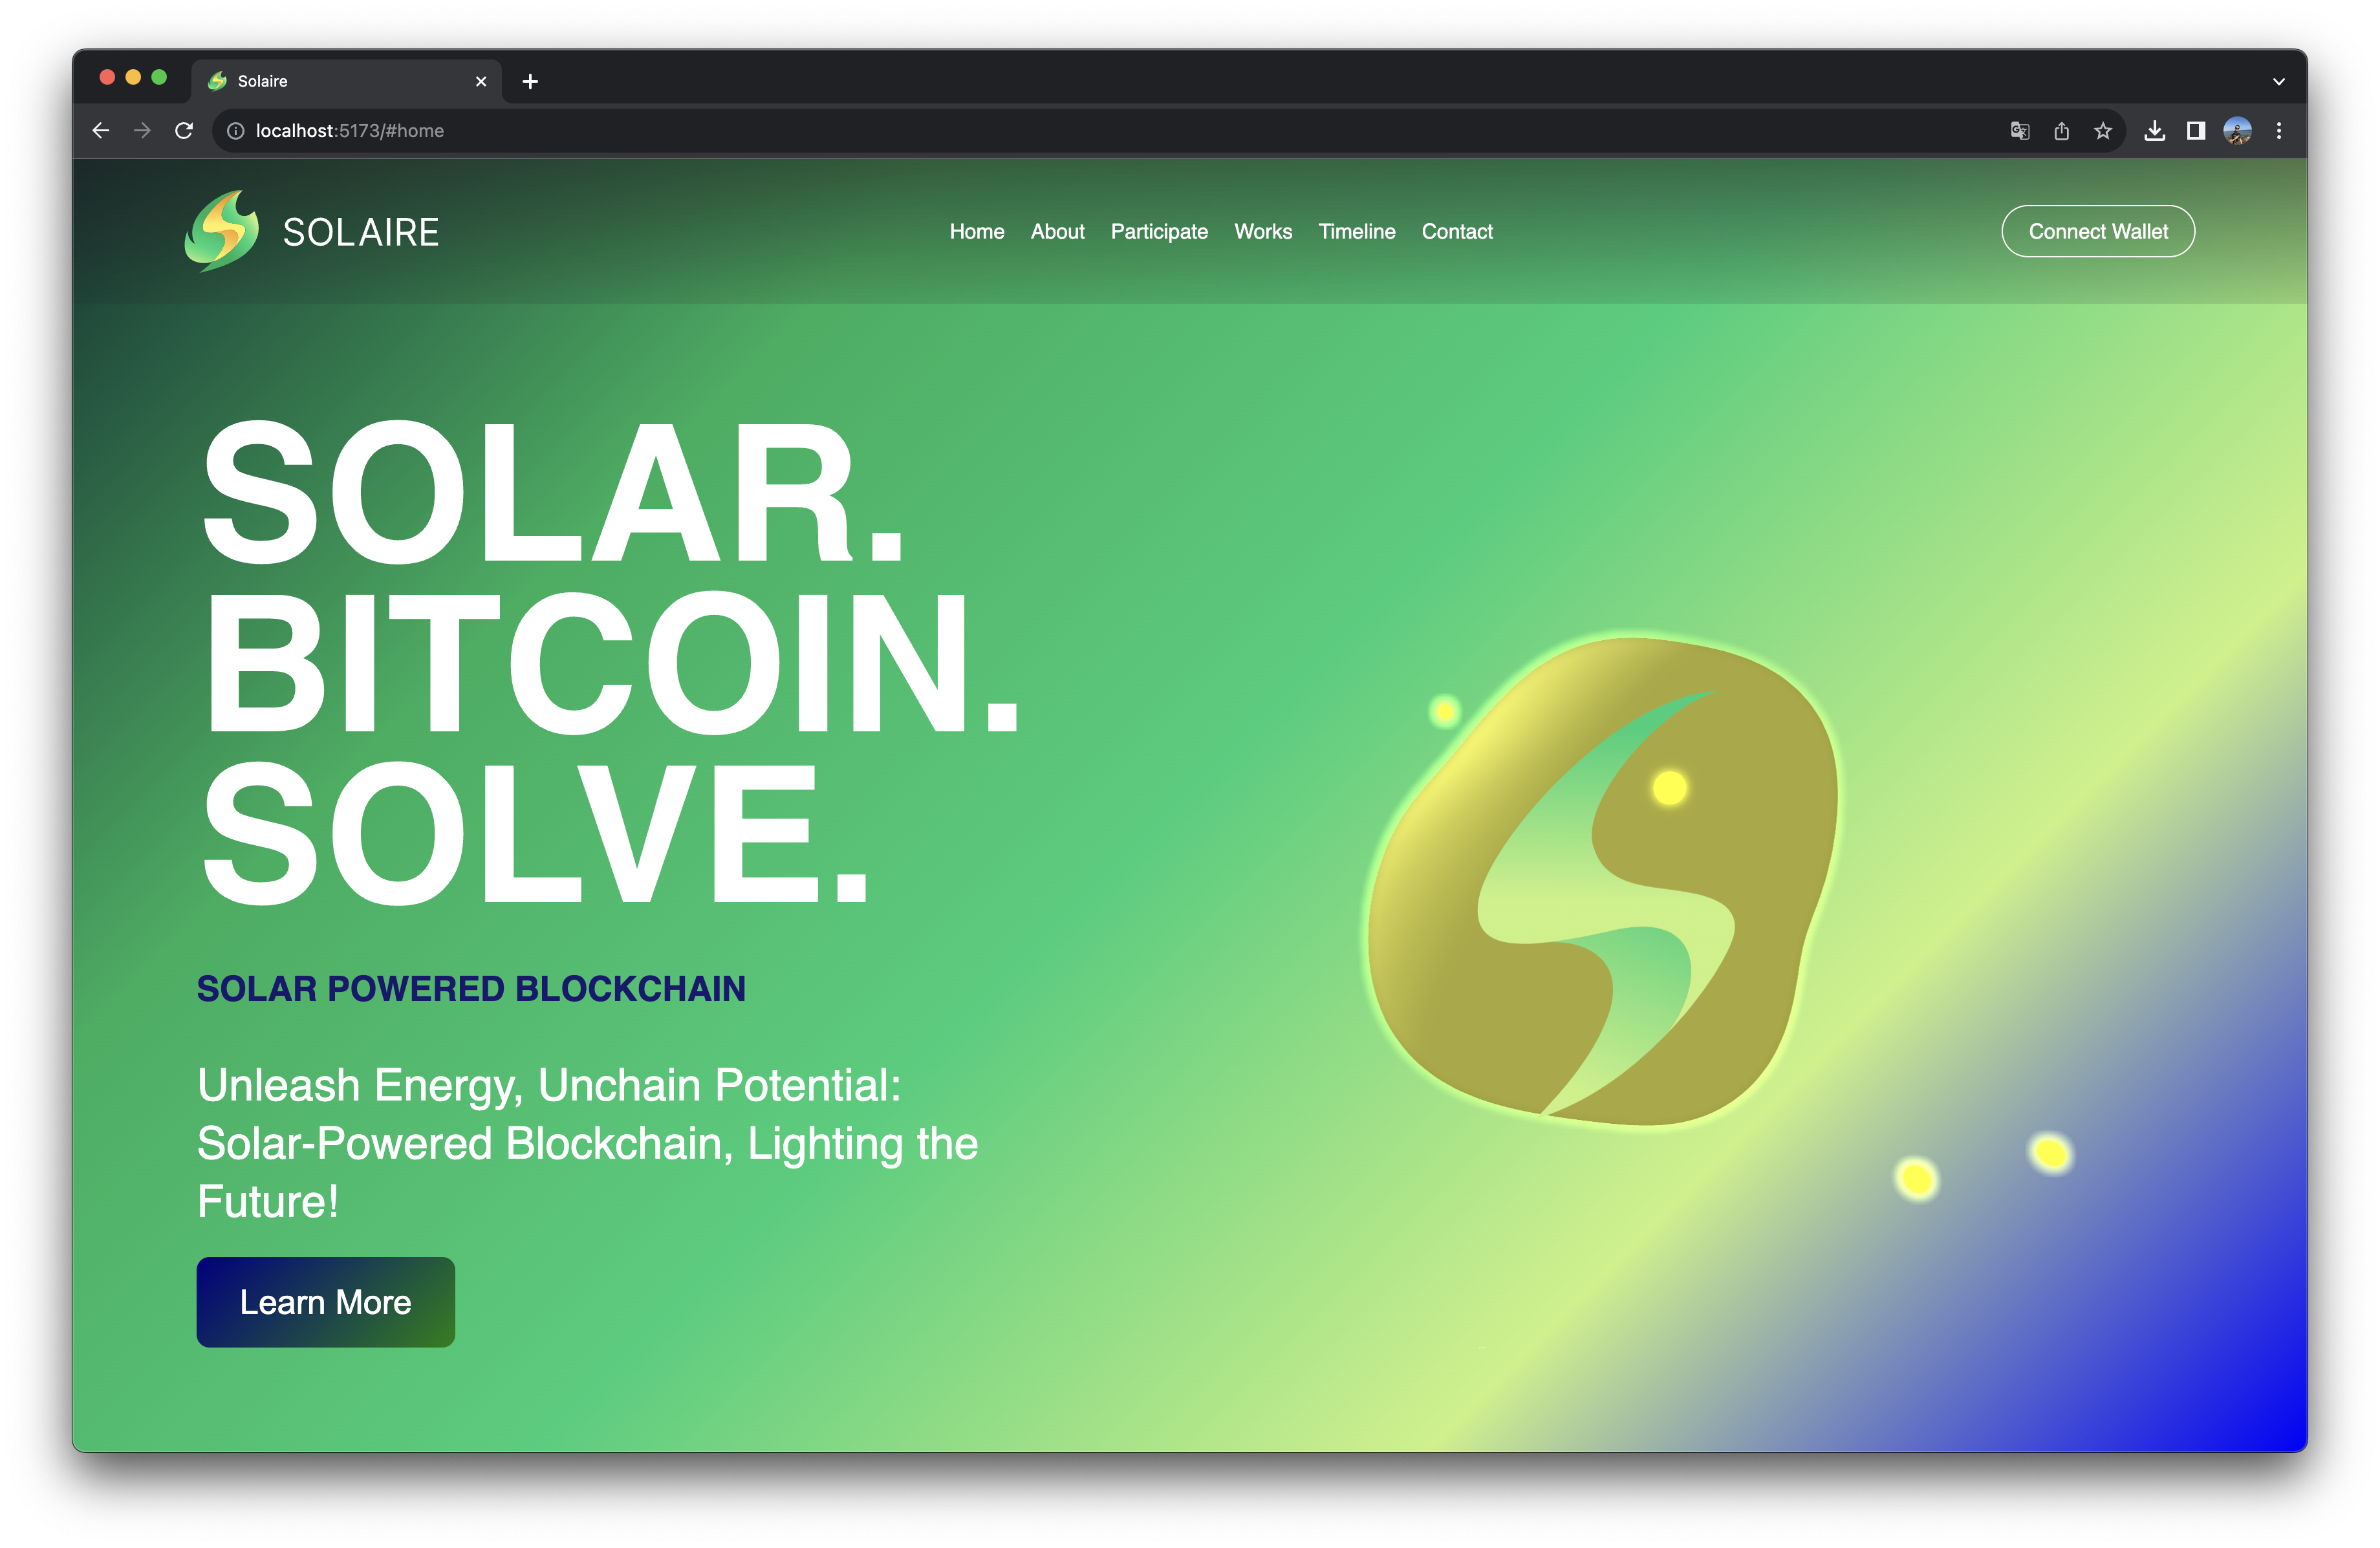 Solaire
localhost:5173/#home
SOLAIRE
Home About Participate Works Timeline Contact
Connect Wallet
SOLAR.
BITCOIN.
SOLVE.
SOLAR POWERED BLOCKCHAIN
Unleash Energy, Unchain Potential:
Solar-Powered Blockchain, Lighting the
Future!
Learn More